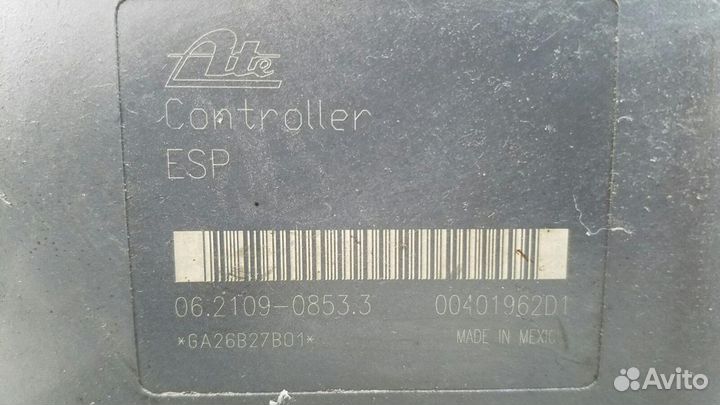 Ate
Controller
ESP
06.2109-0853.3 00401962D1
*GA26B27B01* MADE IN MEXICO
Avito